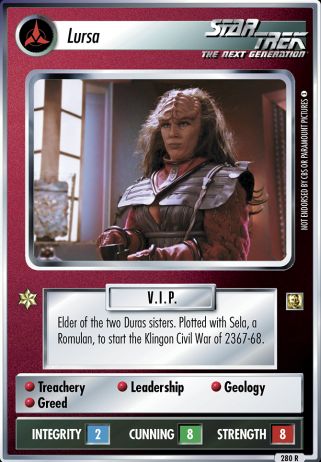 Lursa
STAR TREK
THE NEXT GENERATION
NOT ENDORSED BY CBS OR PARAMOUNT PICTURES
V.I.P.
Elder of the two Duras sisters. Plotted with Sela, a
Romulan, to start the Klingon Civil War of 2367-68.
Treachery Leadership Geology
Greed
INTEGRITY 2 CUNNING 8 STRENGTH 8
280 R